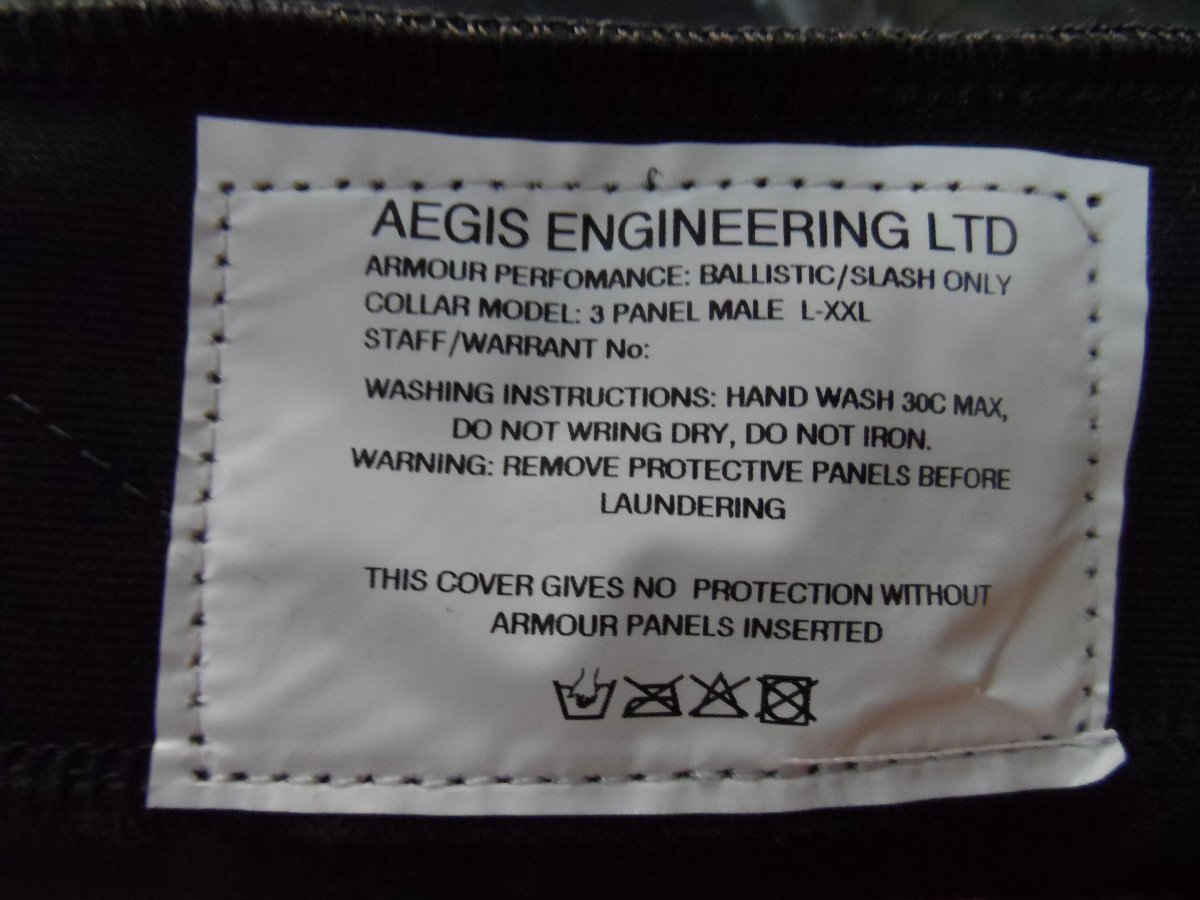 AEGIS ENGINEERING LTD
ARMOUR PERFOMANCE: BALLISTIC/SLASH ONLY
COLLAR MODEL: 3 PANEL MALE L-XXL
STAFF/WARRANT No:
WASHING INSTRUCTIONS: HAND WASH 30C MAX,
DO NOT WRING DRY, DO NOT IRON.
WARNING: REMOVE PROTECTIVE PANELS BEFORE
LAUNDERING
THIS COVER GIVES NO PROTECTION WITHOUT
ARMOUR PANELS INSERTED